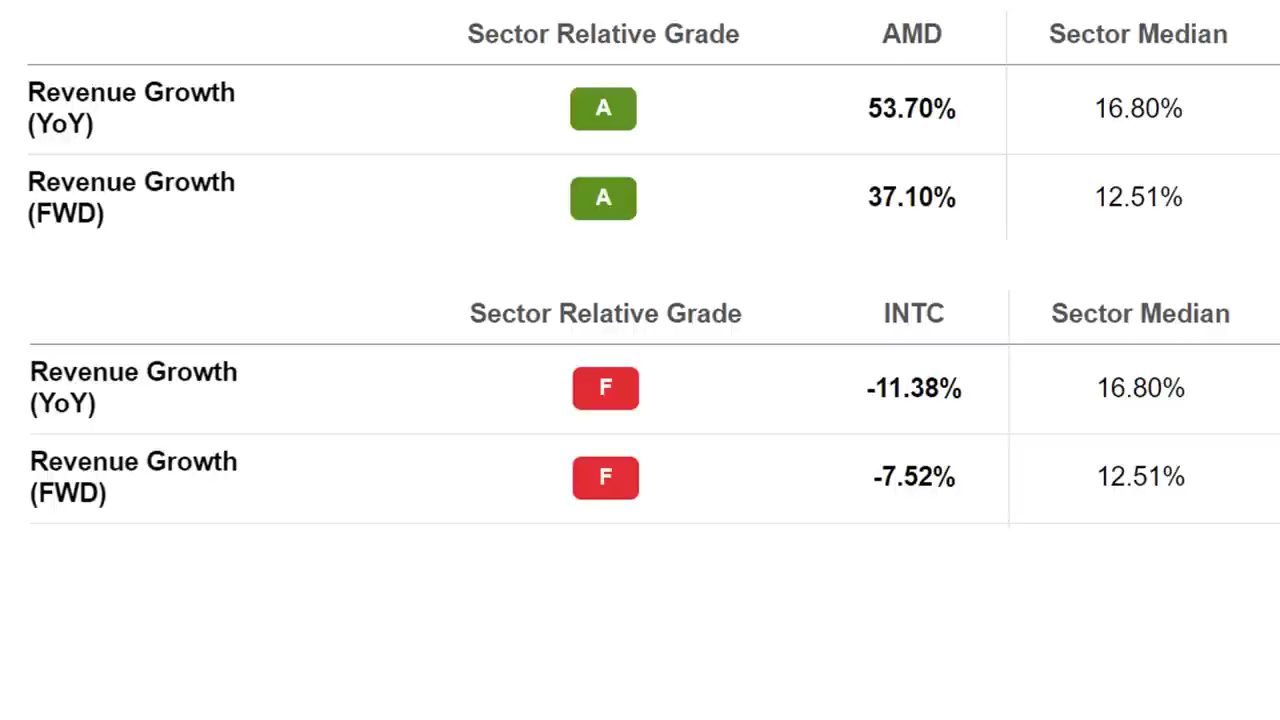 Sector Relative Grade AMD Sector Median
Revenue Growth
(YoY) A 53.70% 16.80%
Revenue Growth
(FWD) A 37.10% 12.51%
Sector Relative Grade INTC Sector Median
Revenue Growth
(YoY) F -11.38% 16.80%
Revenue Growth
(FWD) F -7.52% 12.51%